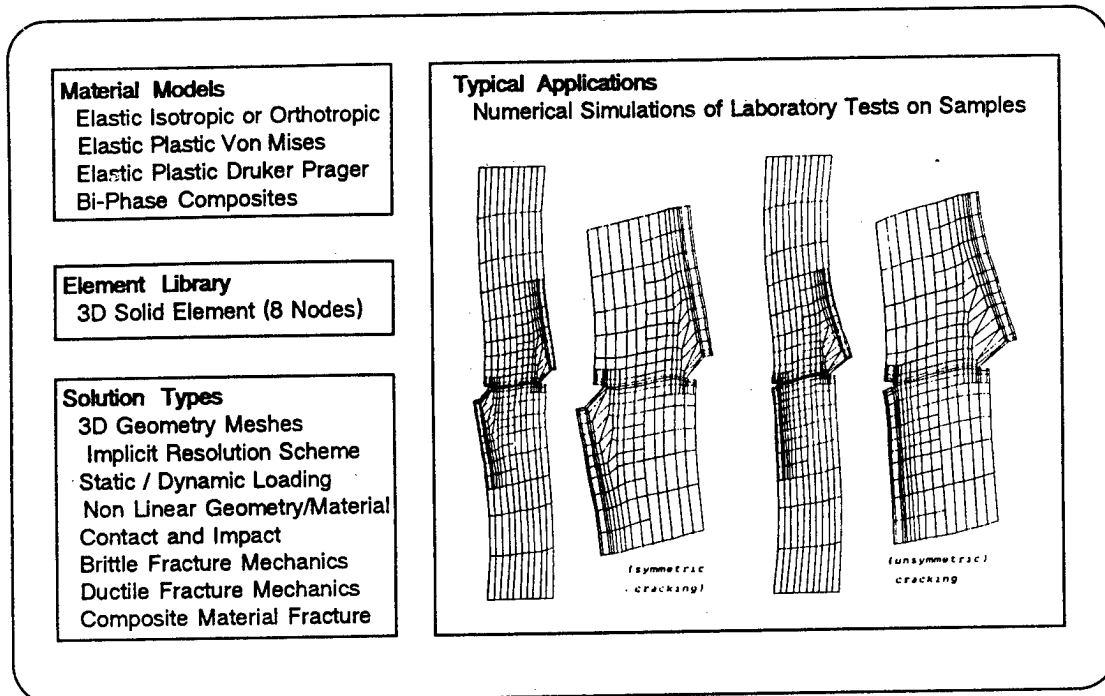 Material Models
Elastic Isotropic or Orthotropic
Elastic Plastic Von Mises
Elastic Plastic Druker Prager
Bi-Phase Composites
Element Library
3D Solid Element (8 Nodes)
Solution Types
3D Geometry Meshes
Implicit Resolution Scheme
Static / Dynamic Loading
Non Linear Geometry/Material
Contact and Impact
Brittle Fracture Mechanics
Ductile Fracture Mechanics
Composite Material Fracture
Typical Applications
Numerical Simulations of Laboratory Tests on Samples
(symmetric
cracking)
(unsymmetric)
cracking